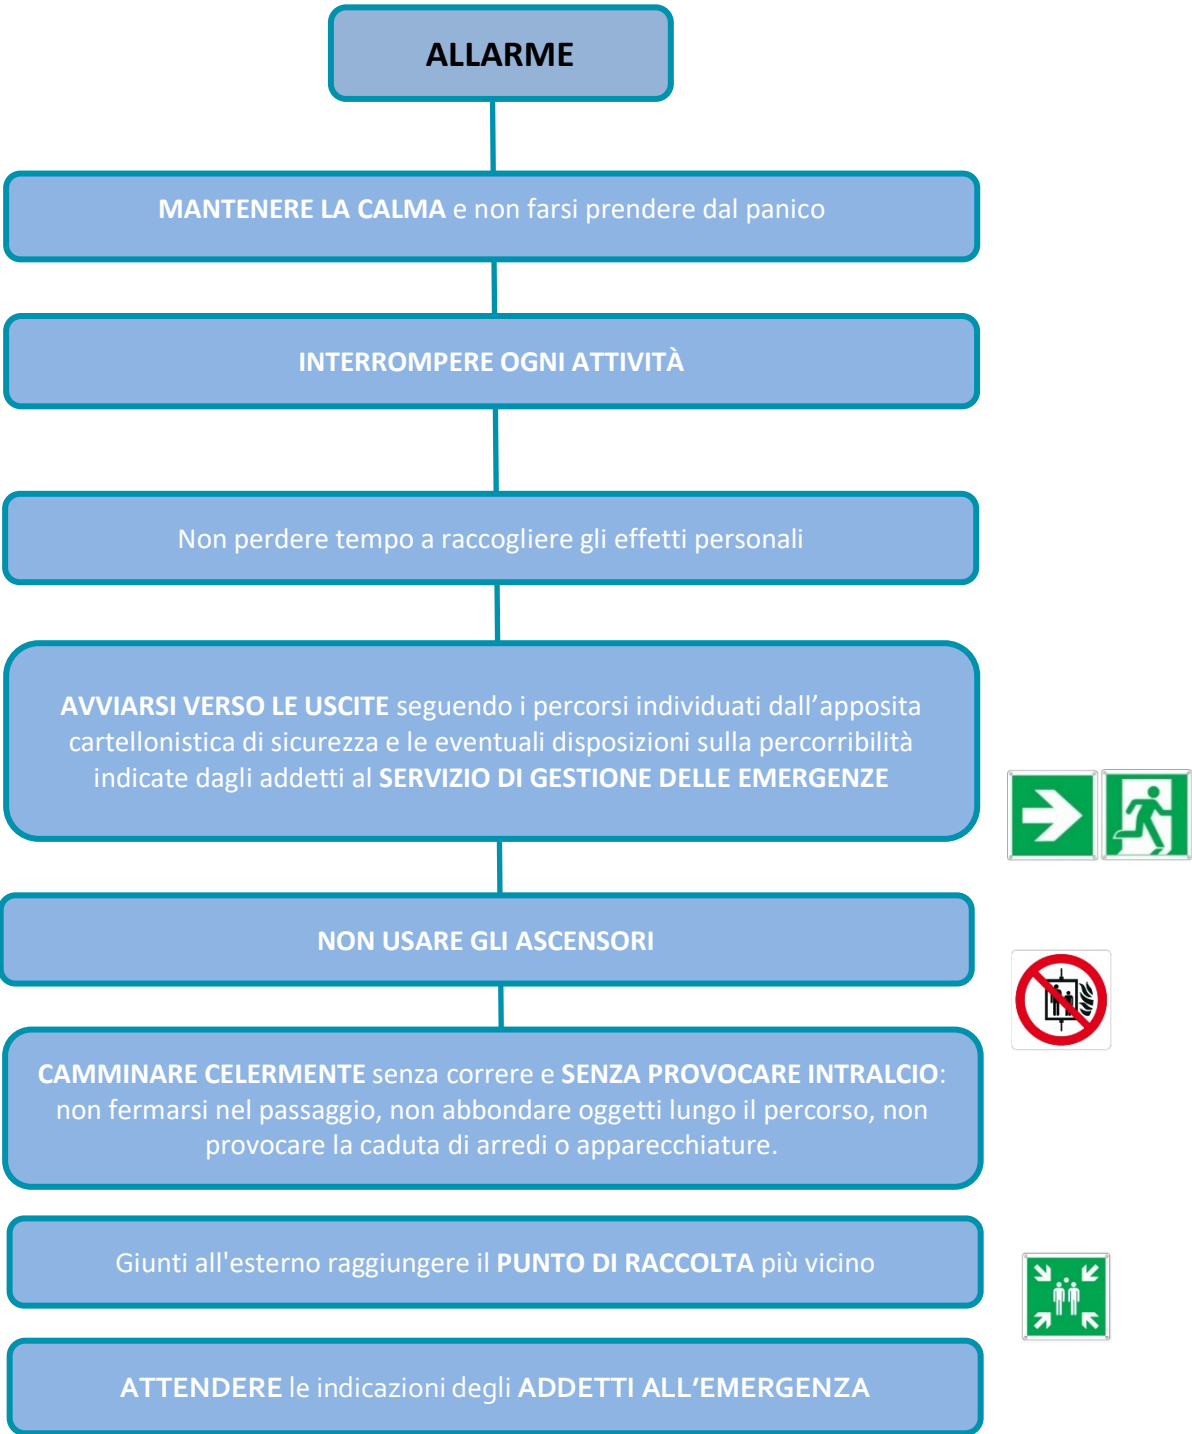 ALLARME
MANTENERE LA CALMA e non farsi prendere dal panico
INTERROMPERE OGNI ATTIVITÀ
Non perdere tempo a raccogliere gli effetti personali
AVVIARSI VERSO LE USCITE seguendo i percorsi individuati dall’apposita
cartellonistica di sicurezza e le eventuali disposizioni sulla percorribilità
indicate dagli addetti al SERVIZIO DI GESTIONE DELLE EMERGENZE
NON USARE GLI ASCENSORI
CAMMINARE CELERMENTE senza correre e SENZA PROVOCARE INTRALCIO:
non fermarsi nel passaggio, non abbondare oggetti lungo il percorso, non
provocare la caduta di arredi o apparecchiature.
Giunti all'esterno raggiungere il PUNTO DI RACCOLTA più vicino
ATTENDERE le indicazioni degli ADDETTI ALL’EMERGENZA